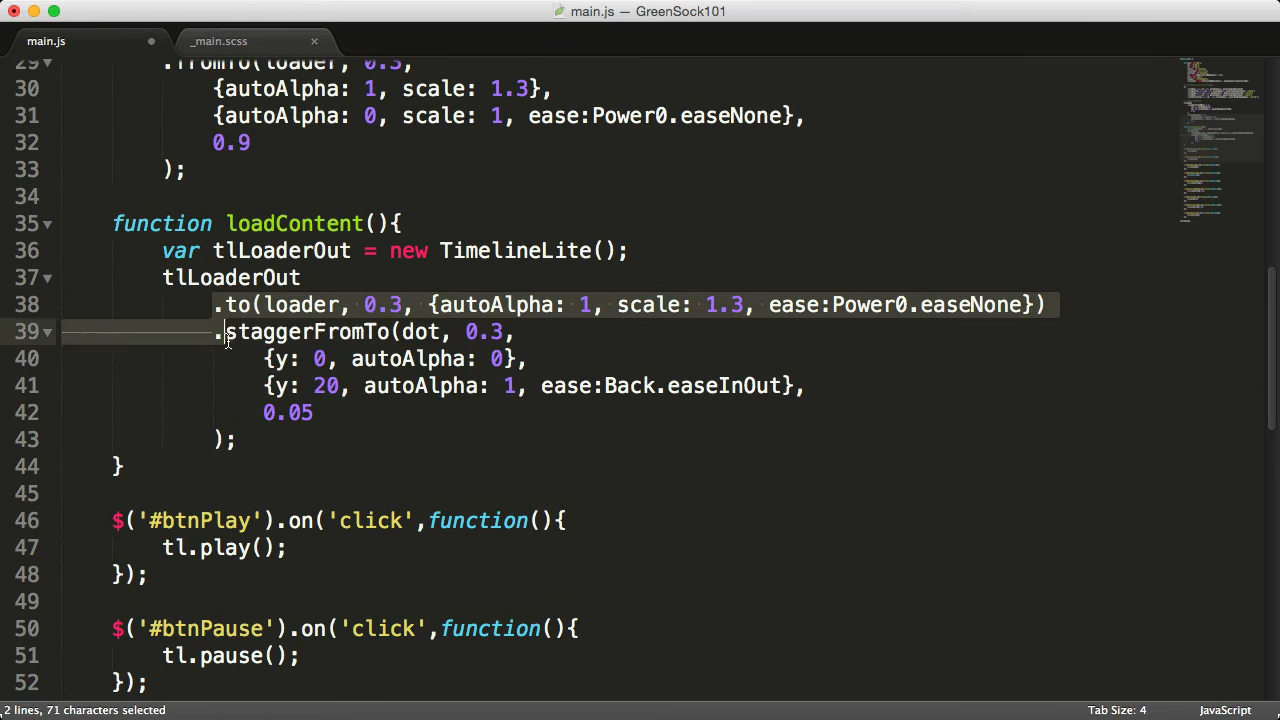 main.js — GreenSock101
main.js
_main.scss
29 .fromTo(loader, 0.3,
30 {autoAlpha: 1, scale: 1.3},
31 {autoAlpha: 0, scale: 1, ease:Power0.easeNone},
32 0.9
33 );
34
35 function loadContent(){
36 var tlLoaderOut = new TimelineLite();
37 tlLoaderOut
38 .to(loader, 0.3, {autoAlpha: 1, scale: 1.3, ease:Power0.easeNone})
39 .staggerFromTo(dot, 0.3,
40 {y: 0, autoAlpha: 0},
41 {y: 20, autoAlpha: 1, ease:Back.easeInOut},
42 0.05
43 );
44 }
45
46 $('#btnPlay').on('click',function(){
47 tl.play();
48 });
49
50 $('#btnPause').on('click',function(){
51 tl.pause();
52 });
2 lines, 71 characters selected
Tab Size: 4
JavaScript